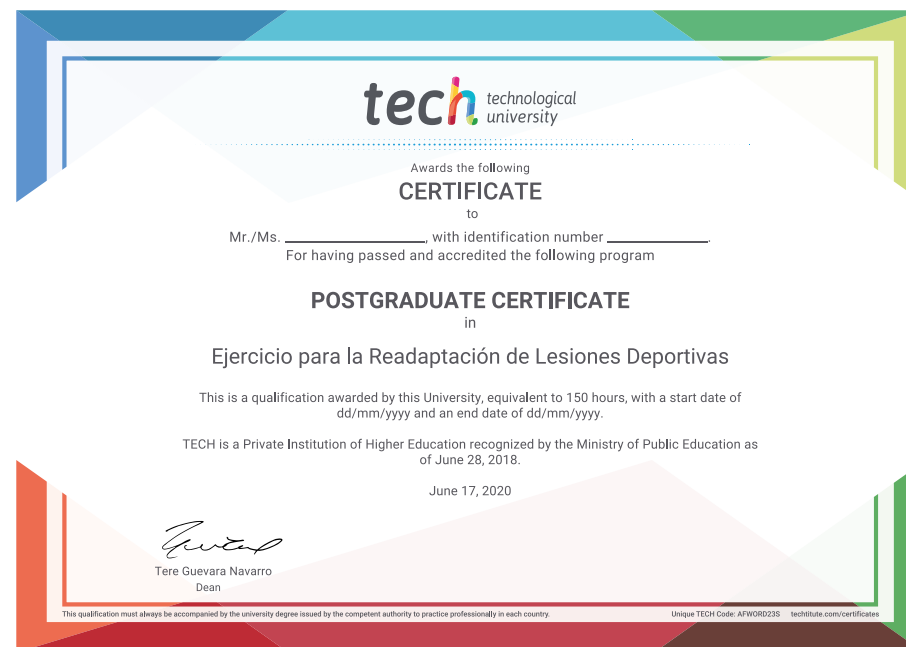 tech technological
university
Awards the following
CERTIFICATE
to
Mr./Ms. ____________________, with identification number ______________.
For having passed and accredited the following program
POSTGRADUATE CERTIFICATE
in
Ejercicio para la Readaptación de Lesiones Deportivas
This is a qualification awarded by this University, equivalent to 150 hours, with a start date of
dd/mm/yyyy and an end date of dd/mm/yyyy.
TECH is a Private Institution of Higher Education recognized by the Ministry of Public Education as
of June 28, 2018.
June 17, 2020
Tere Guevara Navarro
Dean
This qualification must always be accompanied by the university degree issued by the competent authority to practice professionally in each country. Unique TECH Code: AFWORD23S techtitute.com/certificates